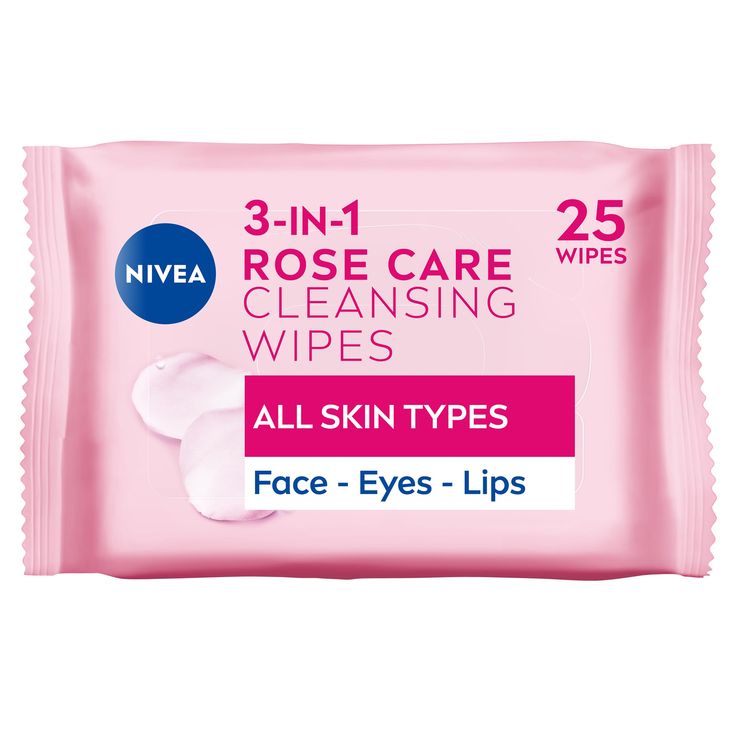 NIVEA
3-IN-1
ROSE CARE
CLEANSING
WIPES
25
WIPES
ALL SKIN TYPES
Face - Eyes - Lips